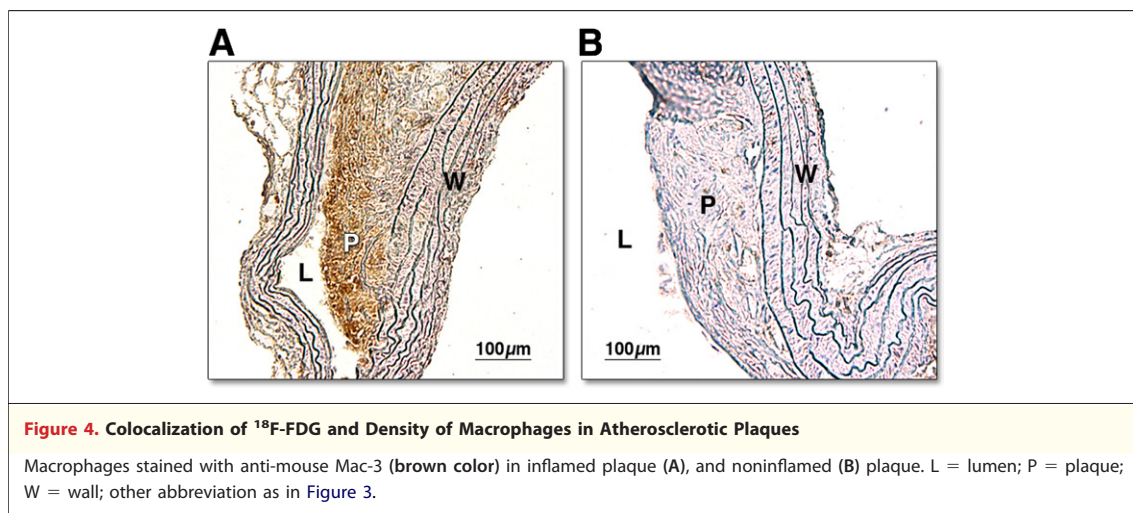 A
B
L
P
W
100μm
L
P
W
100μm
Figure 4. Colocalization of ¹⁸F-FDG and Density of Macrophages in Atherosclerotic Plaques
Macrophages stained with anti-mouse Mac-3 (brown color) in inflamed plaque (A), and noninflamed (B) plaque. L = lumen; P = plaque;
W = wall; other abbreviation as in Figure 3.